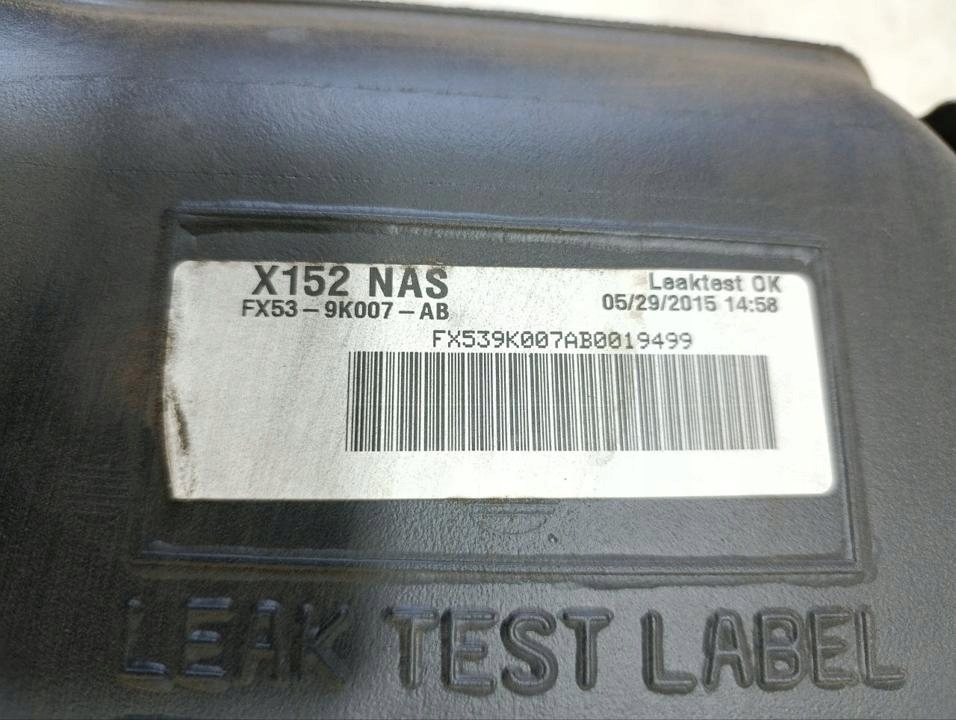 X152 NAS
FX53-9K007-AB
Leaktest OK
05/29/2015 14:58
FX539K007AB0019499
LEAK TEST LABEL